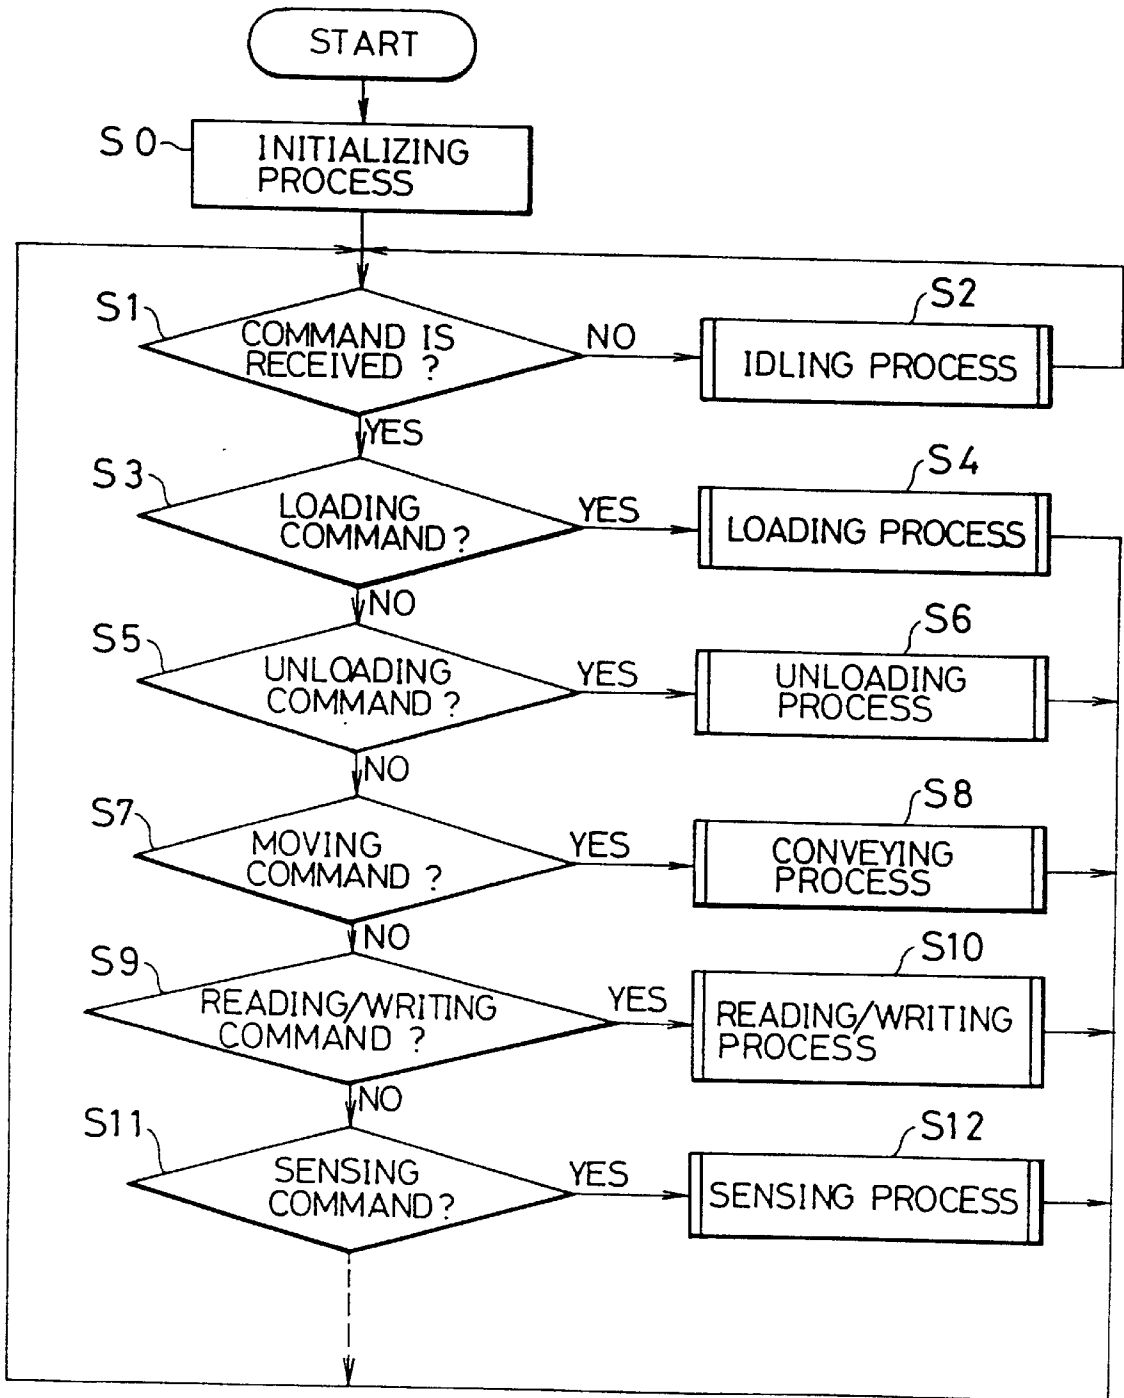 START
S0
INITIALIZING
PROCESS
S1
COMMAND IS
RECEIVED ?
NO
S2
IDLING PROCESS
YES
S3
LOADING
COMMAND ?
YES
S4
LOADING PROCESS
NO
S5
UNLOADING
COMMAND ?
YES
S6
UNLOADING
PROCESS
NO
S7
MOVING
COMMAND ?
YES
S8
CONVEYING
PROCESS
NO
S9
READING/WRITING
COMMAND ?
YES
S10
READING/WRITING
PROCESS
NO
S11
SENSING
COMMAND?
YES
S12
SENSING PROCESS